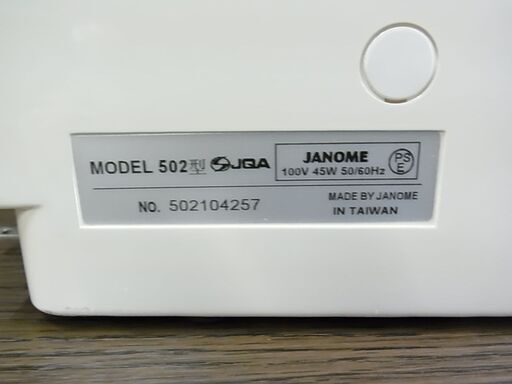 MODEL 502型 JQA
JANOME
100V 45W 50/60Hz
PS
E
NO. 502104257
MADE BY JANOME
IN TAIWAN